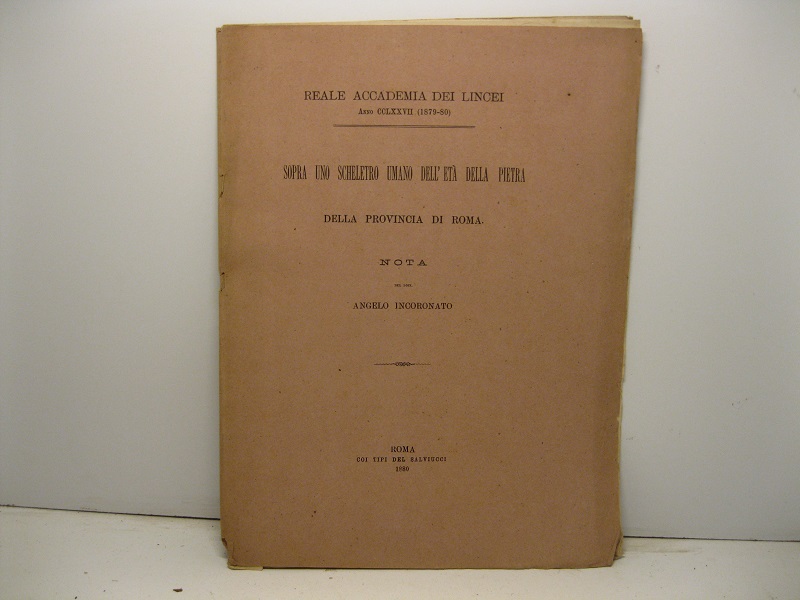 REALE ACCADEMIA DEI LINCEI
ANNO CCLXXVII (1879-80)
SOPRA UNO SCHELETRO UMANO DELL'ETÀ DELLA PIETRA
DELLA PROVINCIA DI ROMA.
NOTA
ANGELO INCORONATO
ROMA
COI TIPI DEL SALVIUCCI
1880